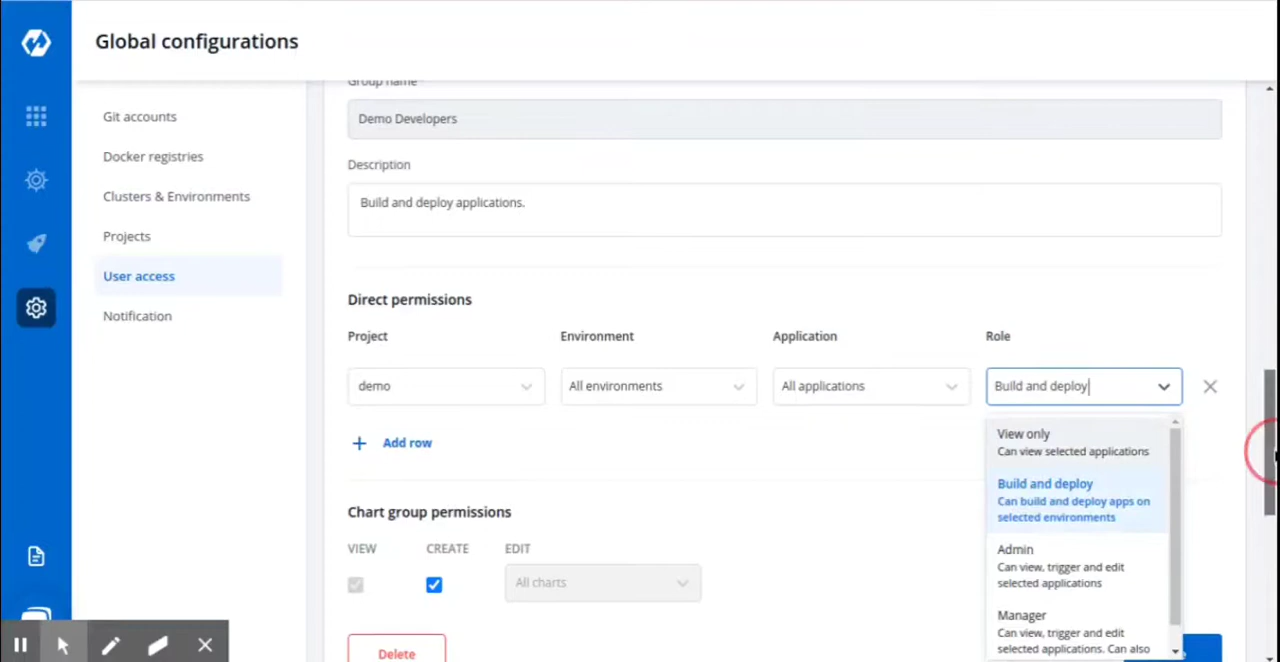 Global configurations
Group name
Git accounts
Demo Developers
Docker registries
Description
Clusters & Environments
Build and deploy applications.
Projects
User access
Direct permissions
Notification
Project
Environment
Application
Role
demo
All environments
All applications
Build and deploy
Add row
View only
Can view selected applications
Build and deploy
Can build and deploy apps on
selected environments
Chart group permissions
VIEW
CREATE
EDIT
Admin
Can view, trigger and edit
selected applications
All charts
Manager
Can view, trigger and edit
selected applications. Can also
Delete